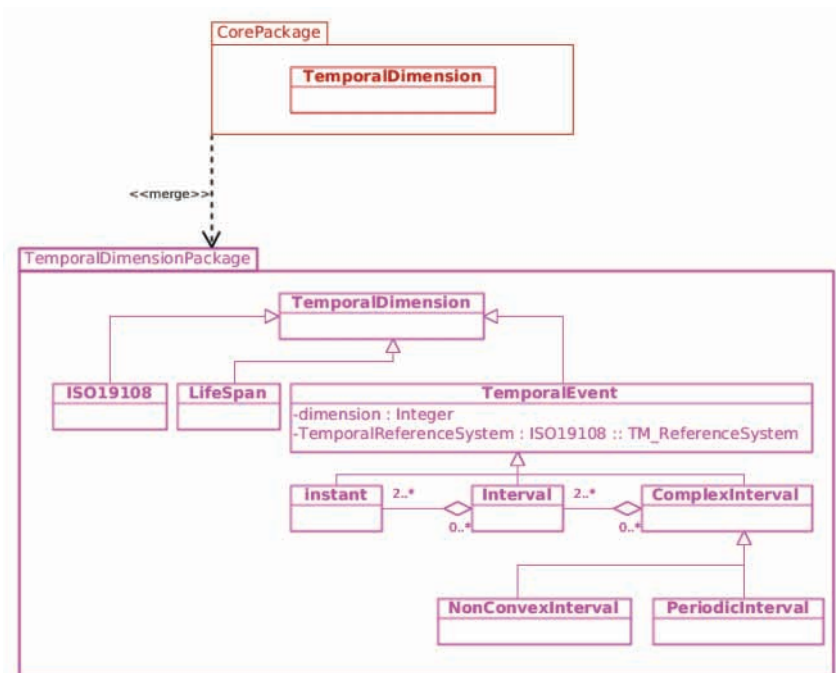 CorePackage
TemporalDimension
<<merge>>
TemporalDimensionPackage
TemporalDimension
ISO19108
LifeSpan
TemporalEvent
-dimension : Integer
-TemporalReferenceSystem : ISO19108 :: TM_ReferenceSystem
instant
2..*
0..*
Interval
2..*
0..*
ComplexInterval
NonConvexInterval
PeriodicInterval